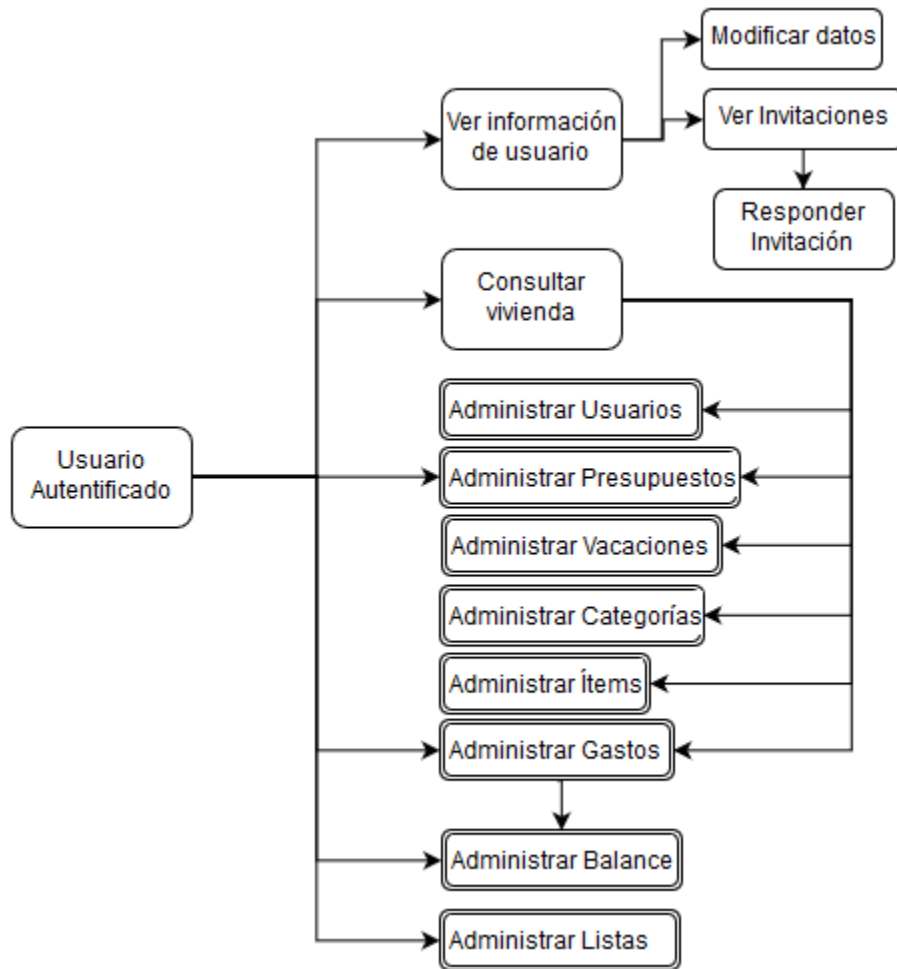 Modificar datos
Ver información
de usuario
Ver Invitaciones
Responder
Invitación
Consultar
vivienda
Administrar Usuarios
Usuario
Autentificado
Administrar Presupuestos
Administrar Vacaciones
Administrar Categorías
Administrar Ítems
Administrar Gastos
Administrar Balance
Administrar Listas